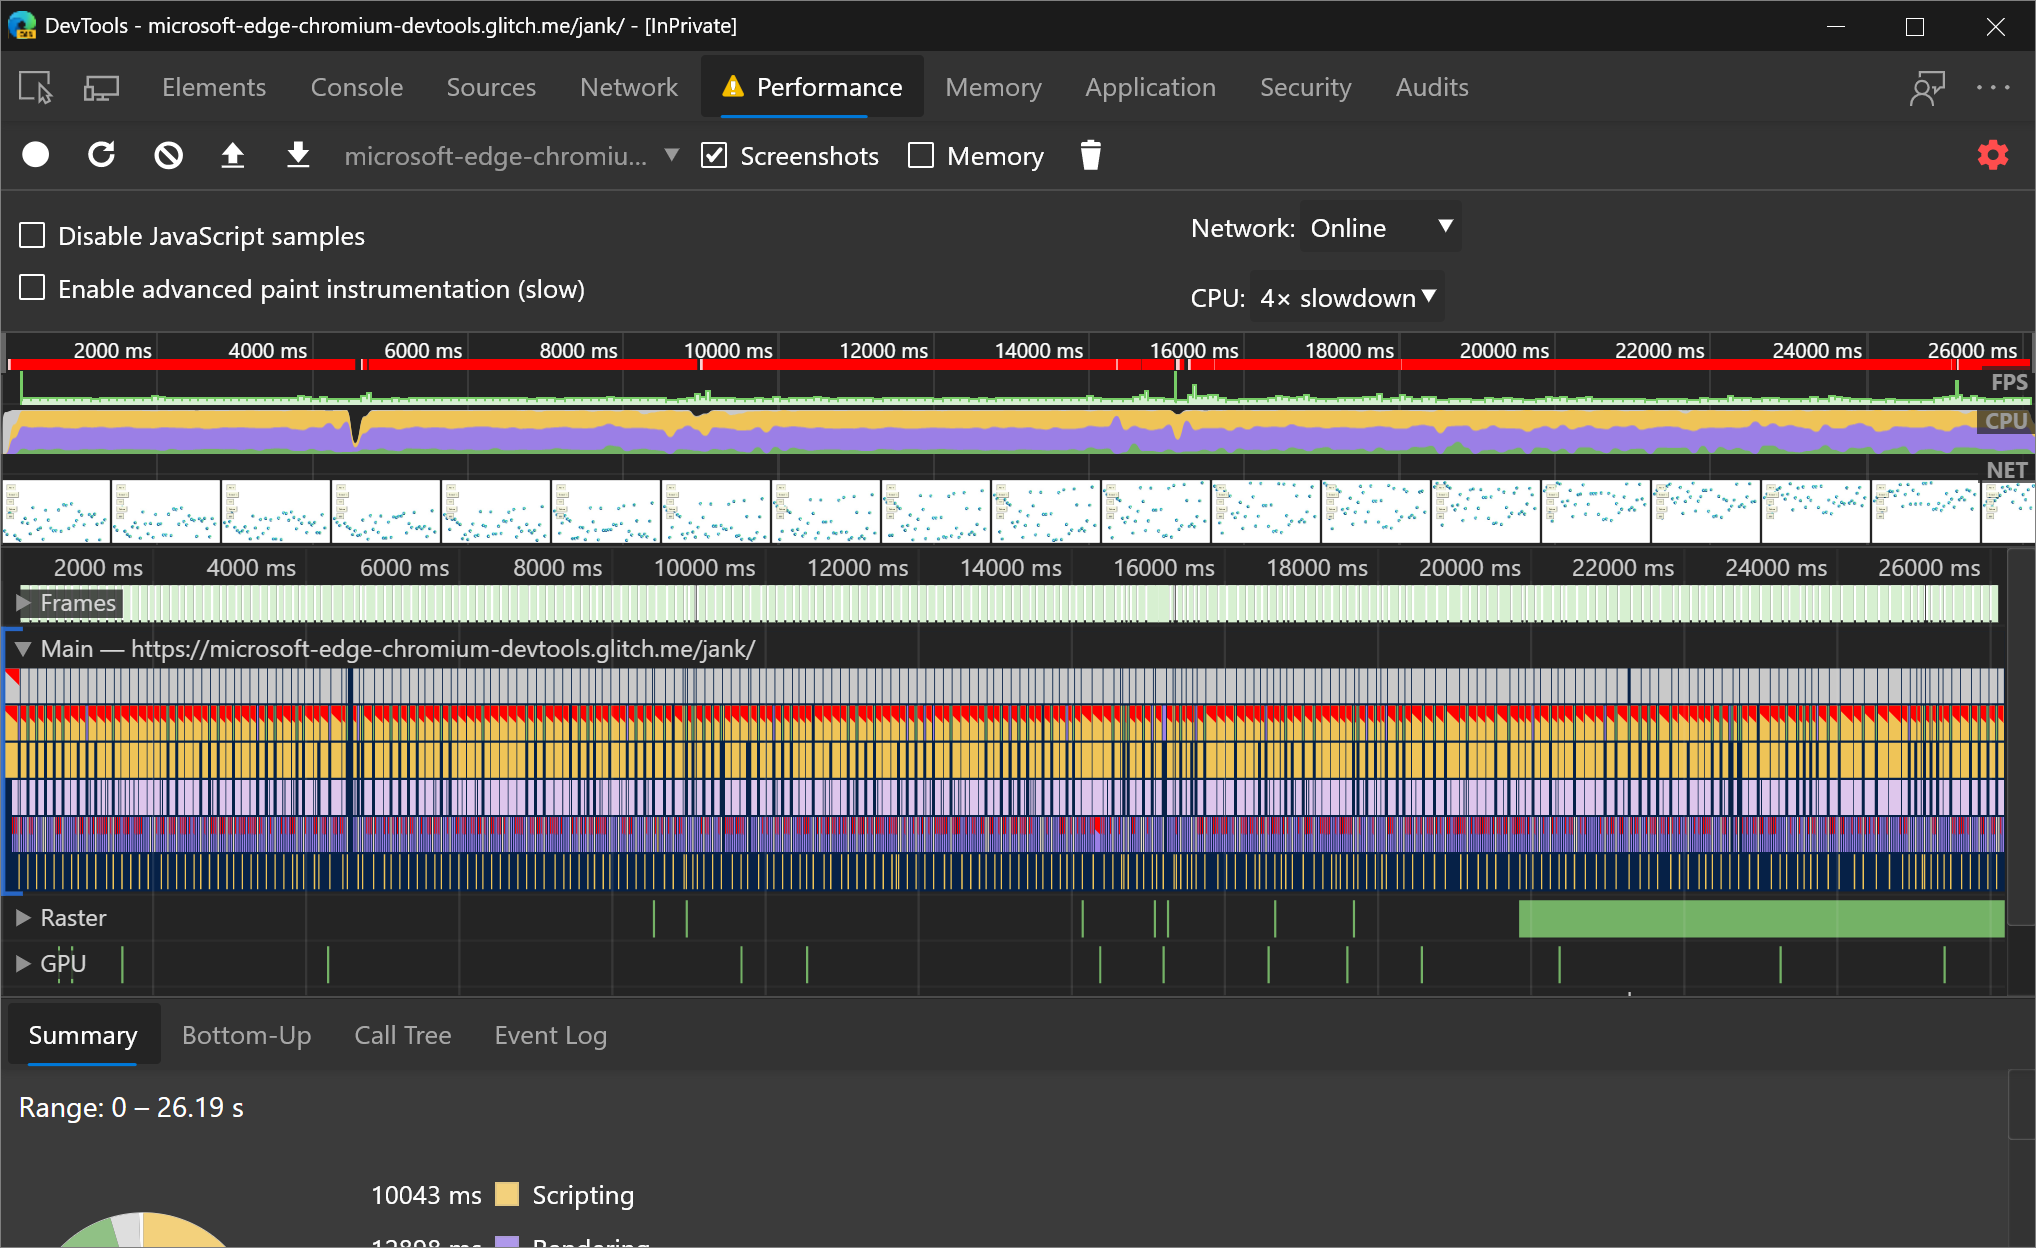 DevTools - microsoft-edge-chromium-devtools.glitch.me/jank/ - [InPrivate]
Elements Console Sources Network Performance Memory Application Security Audits
microsoft-edge-chromiu... Screenshots Memory
Disable JavaScript samples
Network: Online
Enable advanced paint instrumentation (slow)
CPU: 4× slowdown
2000 ms 4000 ms 6000 ms 8000 ms 10000 ms 12000 ms 14000 ms 16000 ms 18000 ms 20000 ms 22000 ms 24000 ms 26000 ms
FPS
CPU
NET
2000 ms 4000 ms 6000 ms 8000 ms 10000 ms 12000 ms 14000 ms 16000 ms 18000 ms 20000 ms 22000 ms 24000 ms 26000 ms
Frames
Main — https://microsoft-edge-chromium-devtools.glitch.me/jank/
Raster
GPU
Summary Bottom-Up Call Tree Event Log
Range: 0 – 26.19 s
10043 ms Scripting
12898 ms Rendering